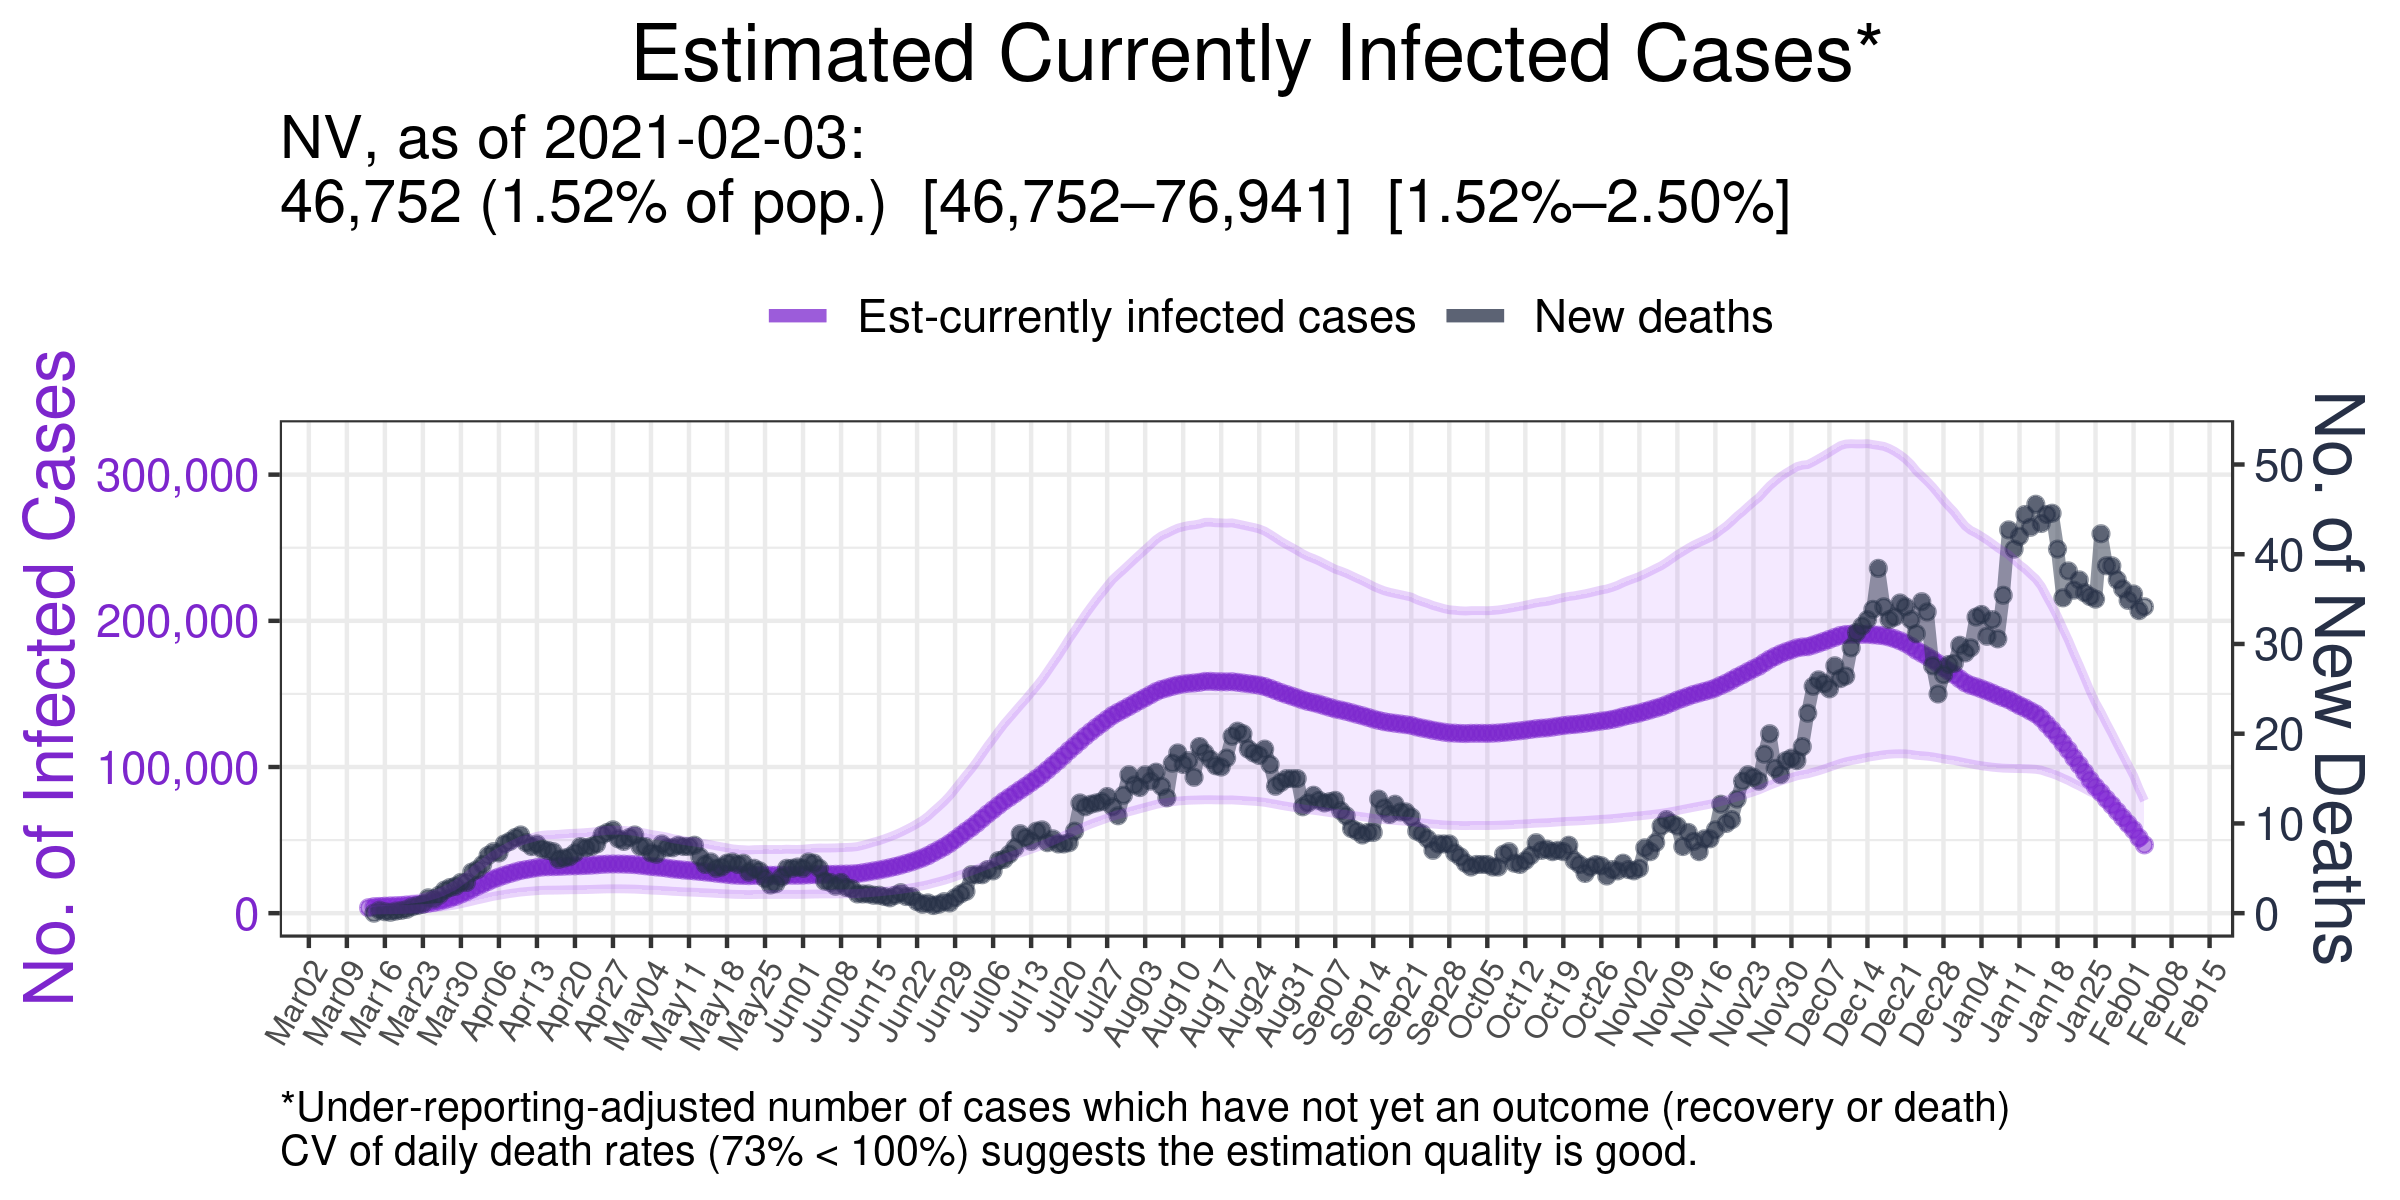 Estimated Currently Infected Cases*
NV, as of 2021-02-03:
46,752 (1.52% of pop.)  [46,752–76,941]  [1.52%–2.50%]
Est-currently infected cases
New deaths
No. of Infected Cases
300,000
200,000
100,000
0
50
40
30
20
10
0
No. of New Deaths
Mar02
Mar09
Mar16
Mar23
Mar30
Apr06
Apr13
Apr20
Apr27
May04
May11
May18
May25
Jun01
Jun08
Jun15
Jun22
Jun29
Jul06
Jul13
Jul20
Jul27
Aug03
Aug10
Aug17
Aug24
Aug31
Sep07
Sep14
Sep21
Sep28
Oct05
Oct12
Oct19
Oct26
Nov02
Nov09
Nov16
Nov23
Nov30
Dec07
Dec14
Dec21
Dec28
Jan04
Jan11
Jan18
Jan25
Feb01
Feb08
Feb15
*Under-reporting-adjusted number of cases which have not yet an outcome (recovery or death)
CV of daily death rates (73% < 100%) suggests the estimation quality is good.